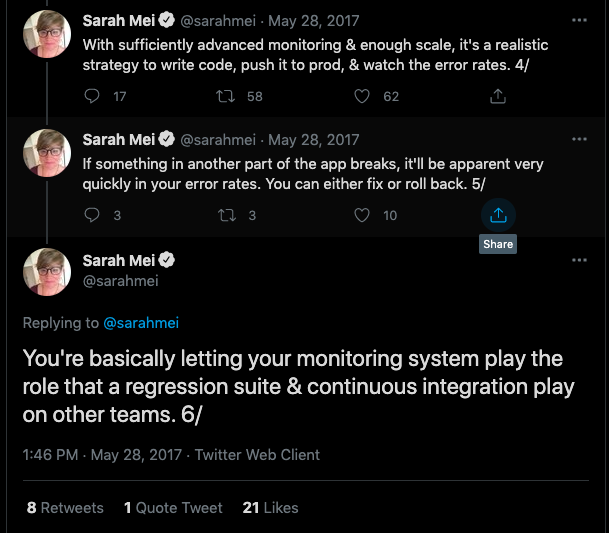 Sarah Mei @sarahmei · May 28, 2017
With sufficiently advanced monitoring & enough scale, it's a realistic
strategy to write code, push it to prod, & watch the error rates. 4/
17 58 62
Sarah Mei @sarahmei · May 28, 2017
If something in another part of the app breaks, it'll be apparent very
quickly in your error rates. You can either fix or roll back. 5/
3 3 10
Share
Sarah Mei
@sarahmei
Replying to @sarahmei
You're basically letting your monitoring system play the
role that a regression suite & continuous integration play
on other teams. 6/
1:46 PM · May 28, 2017 · Twitter Web Client
8 Retweets 1 Quote Tweet 21 Likes